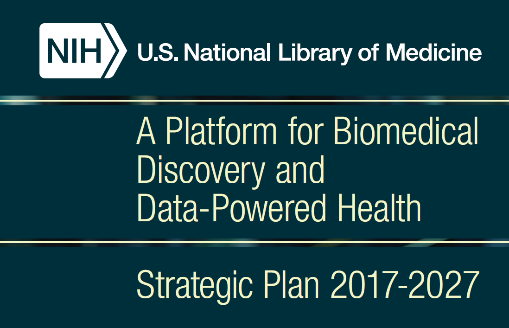 NIH U.S. National Library of Medicine
A Platform for Biomedical
Discovery and
Data-Powered Health
Strategic Plan 2017-2027